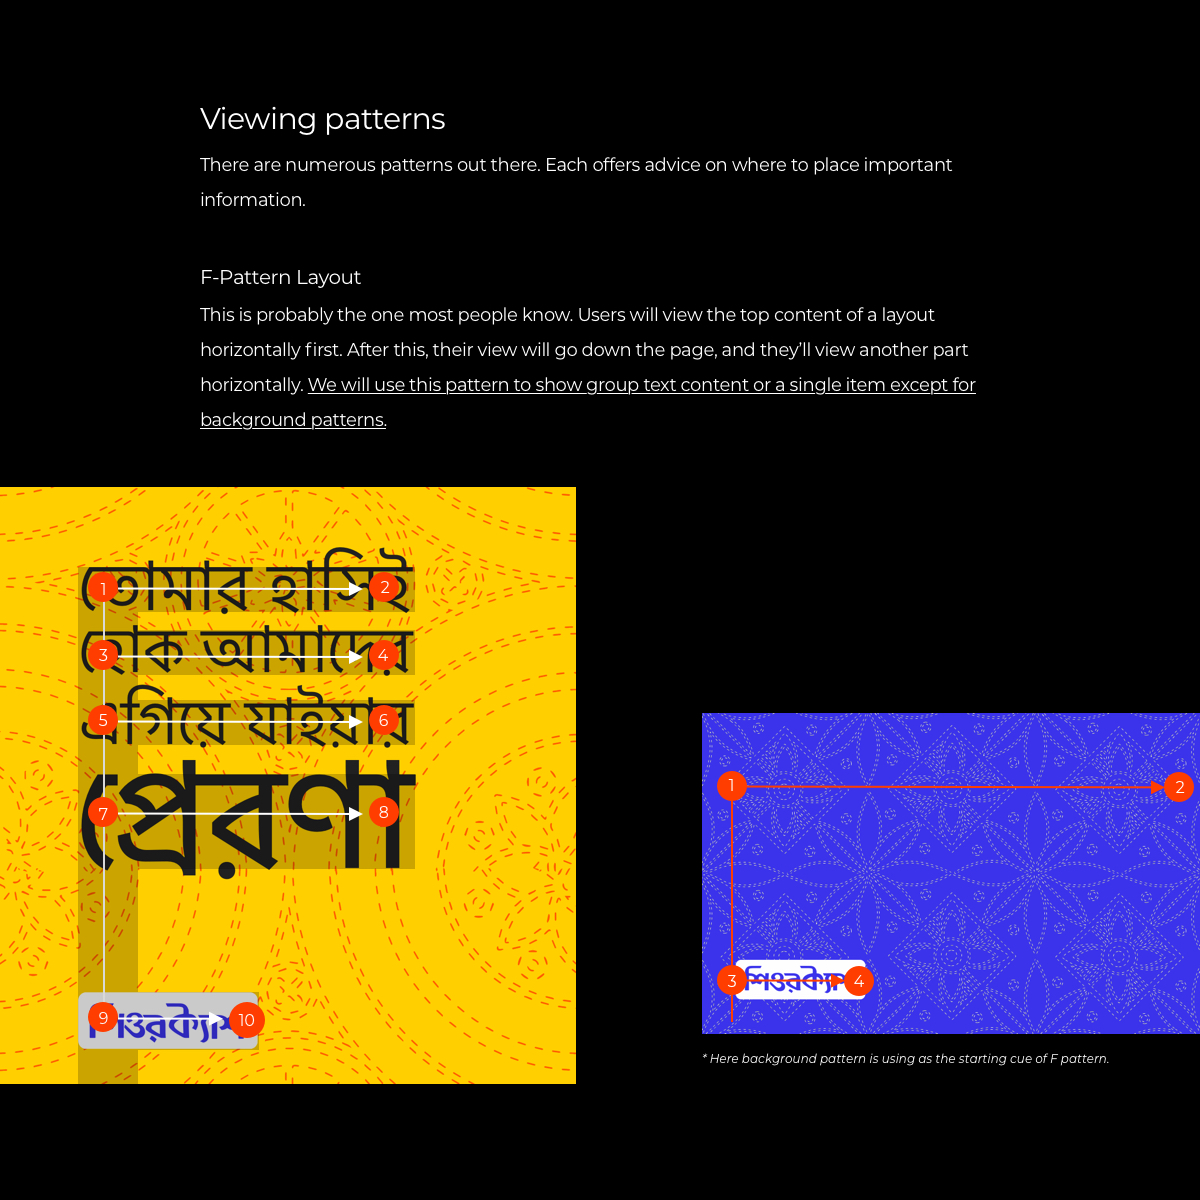 Viewing patterns
There are numerous patterns out there. Each offers advice on where to place important
information.
F-Pattern Layout
This is probably the one most people know. Users will view the top content of a layout
horizontally first. After this, their view will go down the page, and they’ll view another part
horizontally. We will use this pattern to show group text content or a single item except for
background patterns.
তোমার হাসিই
1 2
হোক আমাদের
3 4
এগিয়ে যাইয়ার
5 6
প্রেরণা
7 8
9 10
1 2
3 4
* Here background pattern is using as the starting cue of F pattern.